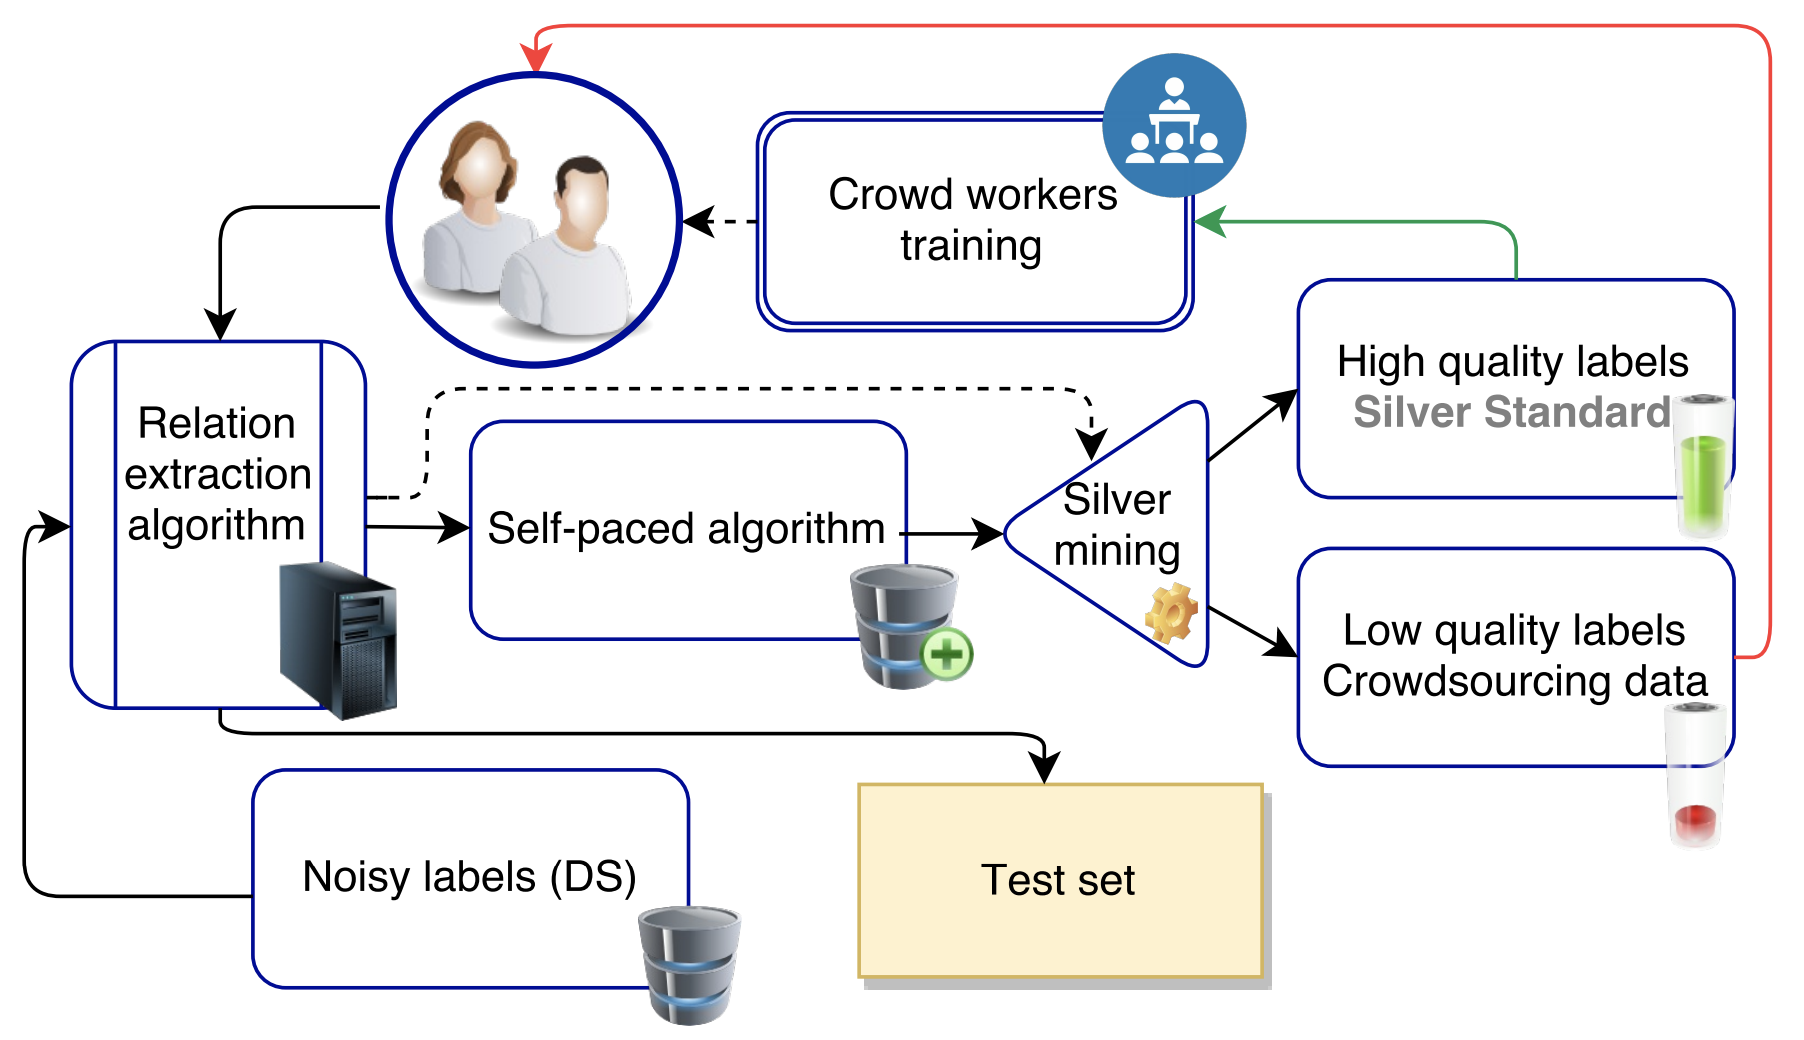 Crowd workers
training
High quality labels
Silver Standard
Relation
extraction
algorithm
Self-paced algorithm
Silver
mining
Low quality labels
Crowdsourcing data
Noisy labels (DS)
Test set